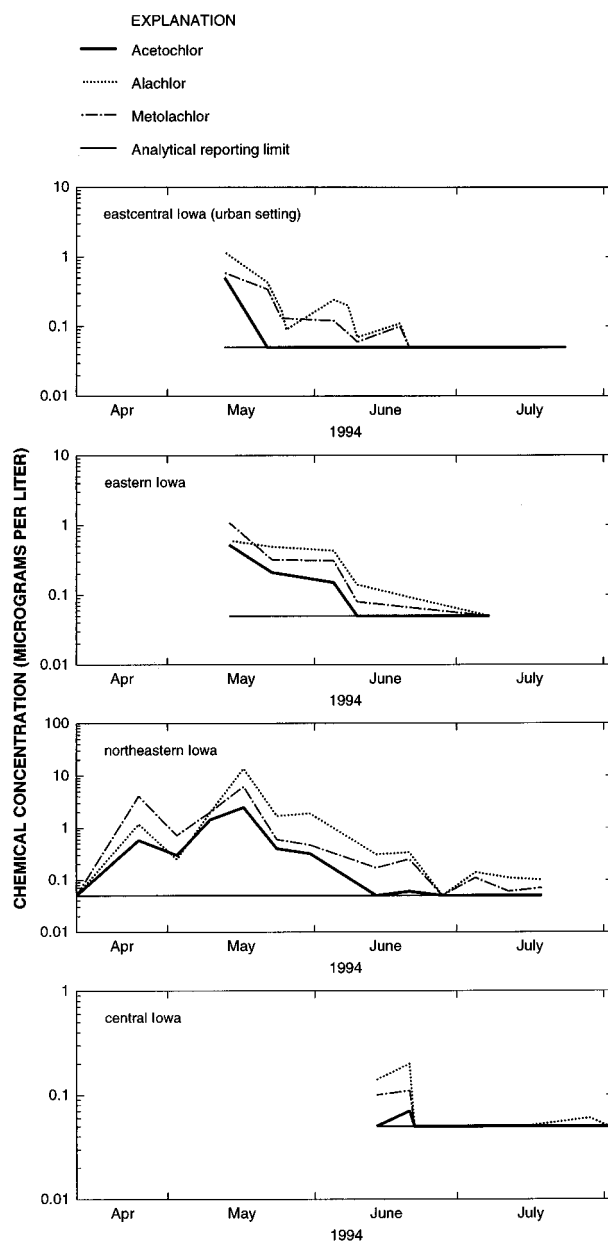 EXPLANATION
Acetochlor
Alachlor
Metolachlor
Analytical reporting limit
CHEMICAL CONCENTRATION (MICROGRAMS PER LITER)
10
1
0.1
0.01
eastcentral Iowa (urban setting)
Apr May June July
1994
10
1
0.1
0.01
eastern Iowa
Apr May June July
1994
100
10
1
0.1
0.01
northeastern Iowa
Apr May June July
1994
1
0.1
0.01
central Iowa
Apr May June July
1994